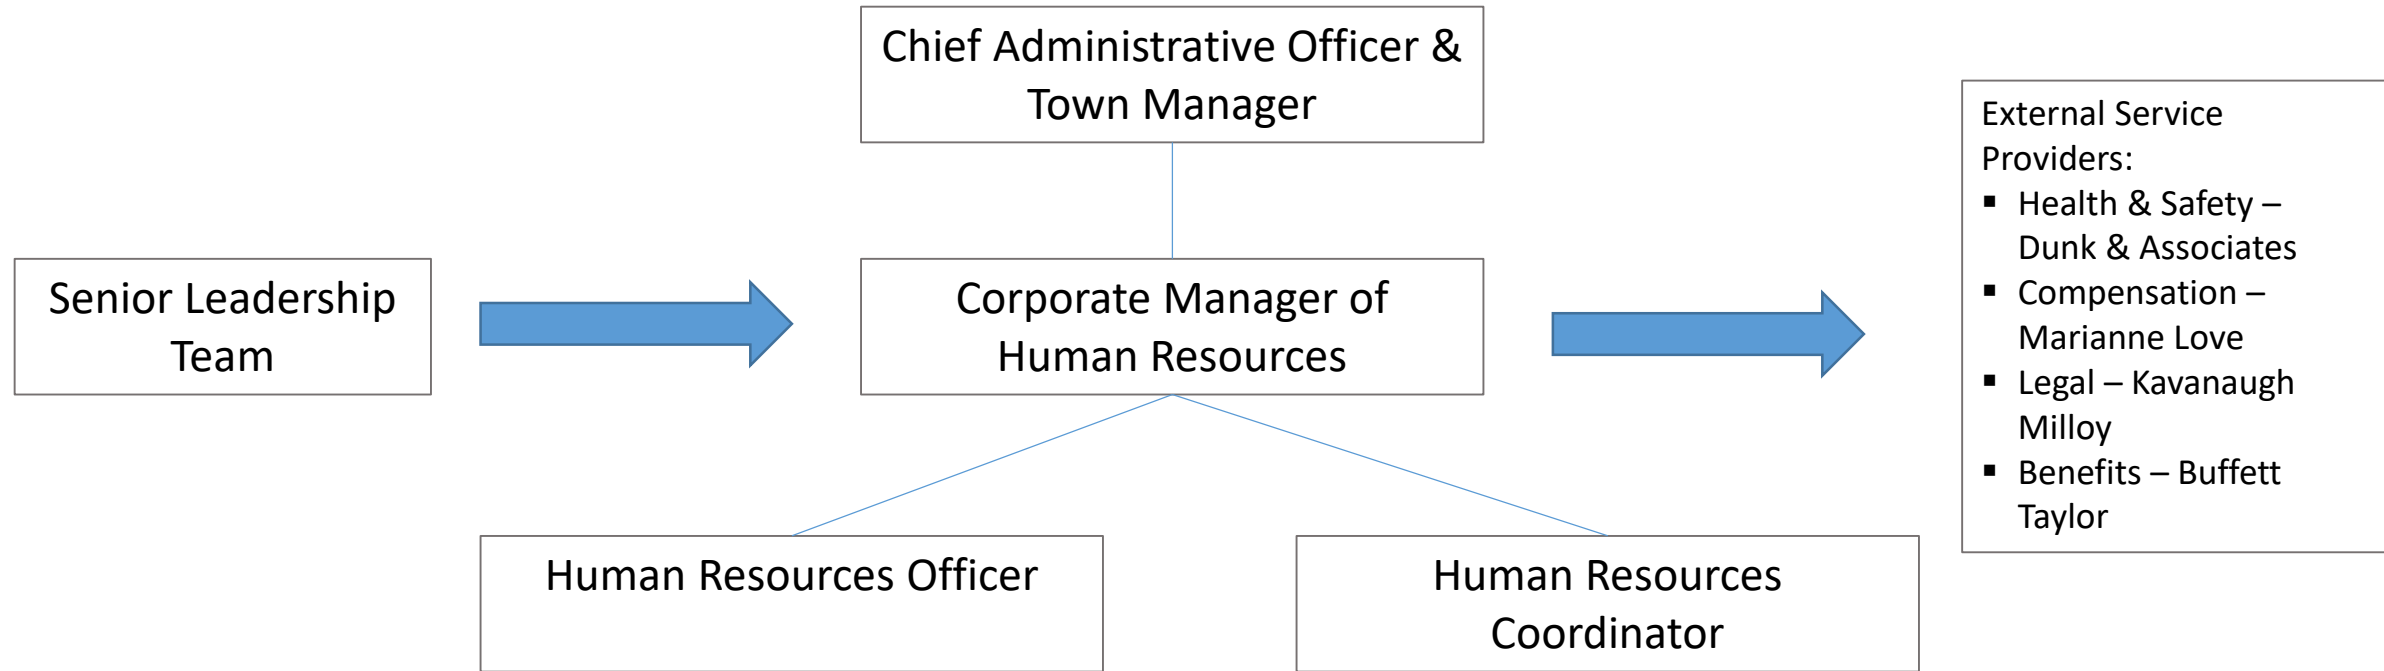 Chief Administrative Officer &
Town Manager
Senior Leadership
Team
Corporate Manager of
Human Resources
External Service
Providers:
▪ Health & Safety –
Dunk & Associates
▪ Compensation –
Marianne Love
▪ Legal – Kavanaugh
Milloy
▪ Benefits – Buffett
Taylor
Human Resources Officer
Human Resources
Coordinator